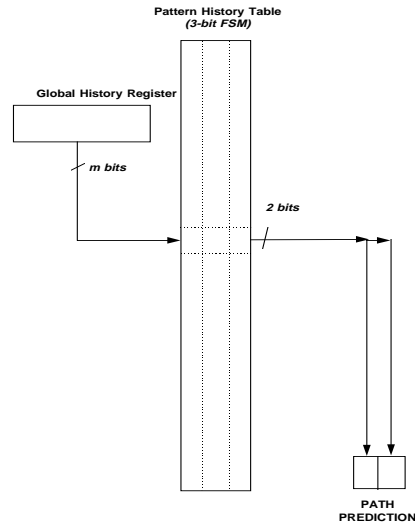 Pattern History Table
(3-bit FSM)
Global History Register
m bits
2 bits
PATH
PREDICTION